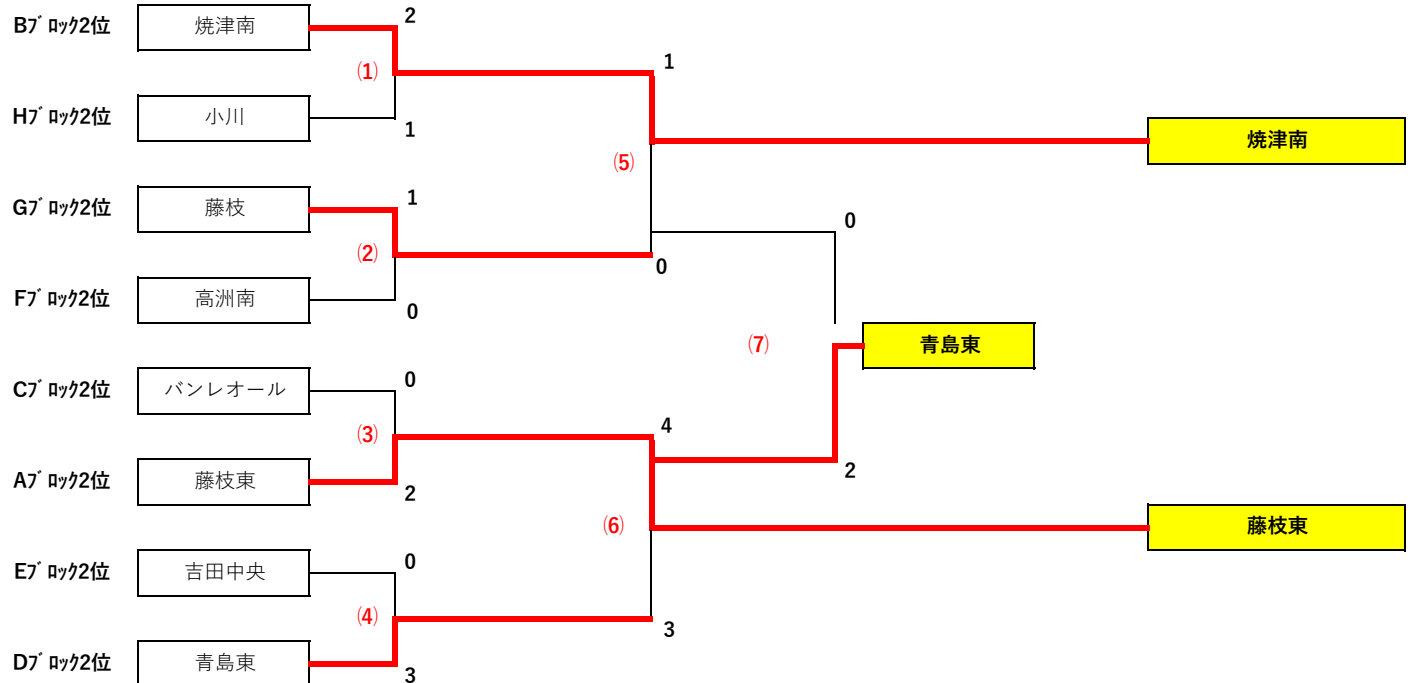 Bﾌﾞﾛｯｸ2位 焼津南 2
(1) 1
Hﾌﾞﾛｯｸ2位 小川 1
焼津南
(5)
Gﾌﾞﾛｯｸ2位 藤枝 1
0
(2) 0
Fﾌﾞﾛｯｸ2位 高洲南 0
(7) 青島東
Cﾌﾞﾛｯｸ2位 バンレオール 0
(3) 4
Aﾌﾞﾛｯｸ2位 藤枝東 2
2
(6) 藤枝東
Eﾌﾞﾛｯｸ2位 吉田中央 0
(4) 3
Dﾌﾞﾛｯｸ2位 青島東 3